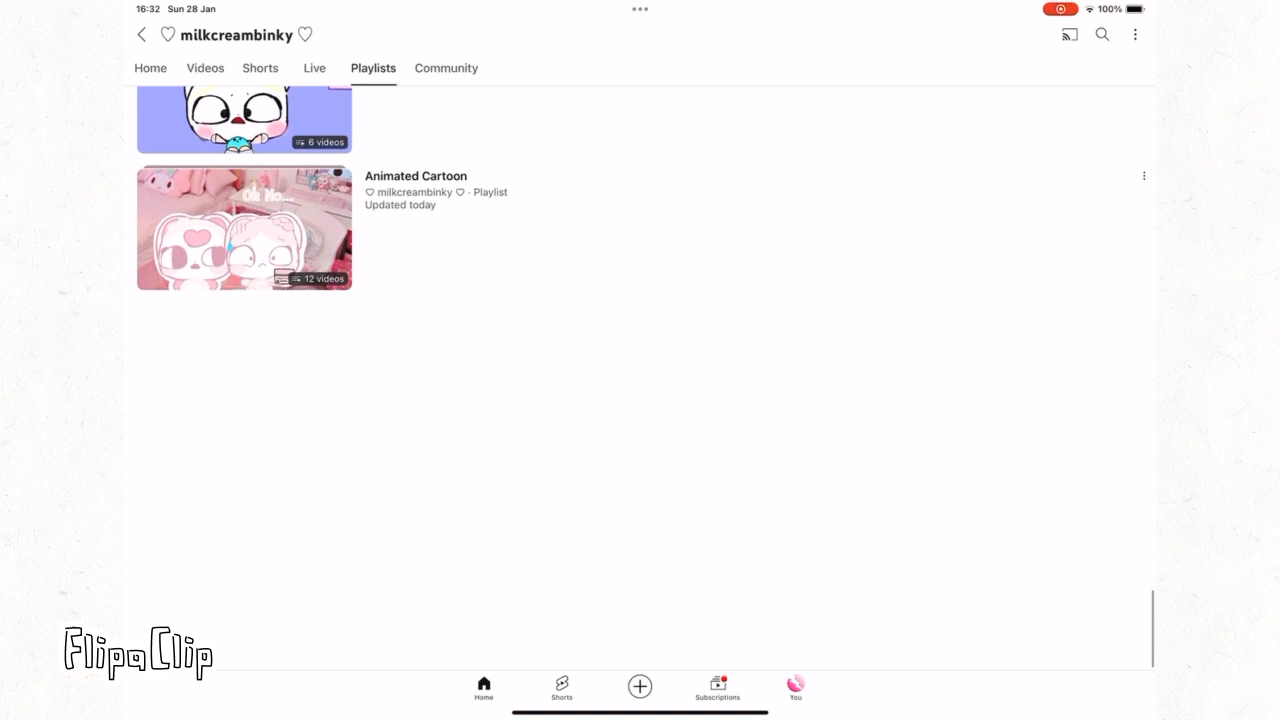 16:32 Sun 28 Jan
100%
♡ milkcreambinky ♡
Home Videos Shorts Live Playlists Community
6 videos
Animated Cartoon
♡ milkcreambinky ♡ · Playlist
Updated today
Oh No...
12 videos
FlipaClip
Home Shorts Subscriptions You